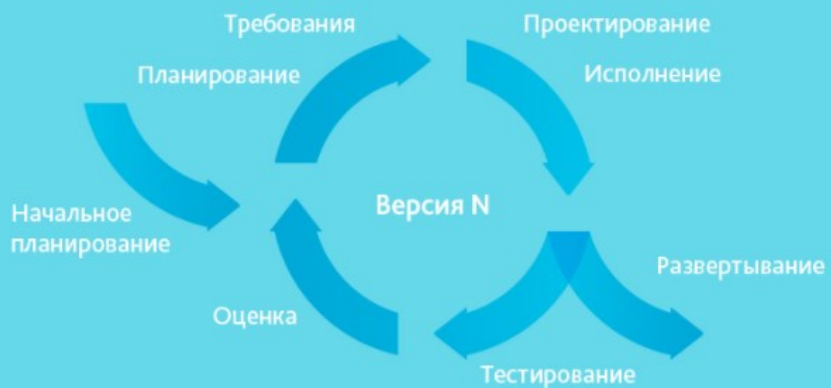 Требования
Проектирование
Планирование
Исполнение
Версия N
Начальное
планирование
Развертывание
Оценка
Тестирование